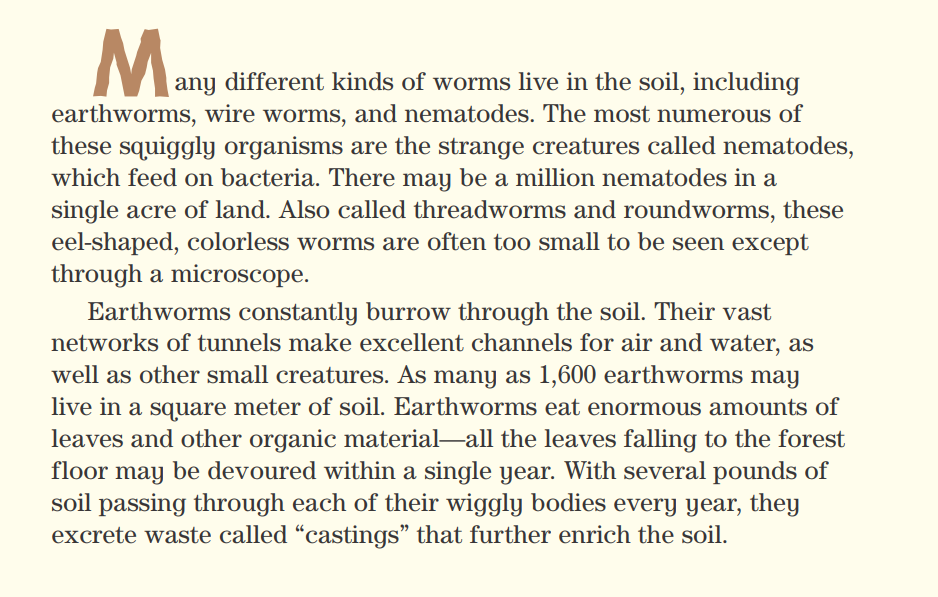 Many different kinds of worms live in the soil, including
earthworms, wire worms, and nematodes. The most numerous of
these squiggly organisms are the strange creatures called nematodes,
which feed on bacteria. There may be a million nematodes in a
single acre of land. Also called threadworms and roundworms, these
eel-shaped, colorless worms are often too small to be seen except
through a microscope.
Earthworms constantly burrow through the soil. Their vast
networks of tunnels make excellent channels for air and water, as
well as other small creatures. As many as 1,600 earthworms may
live in a square meter of soil. Earthworms eat enormous amounts of
leaves and other organic material—all the leaves falling to the forest
floor may be devoured within a single year. With several pounds of
soil passing through each of their wiggly bodies every year, they
excrete waste called “castings” that further enrich the soil.